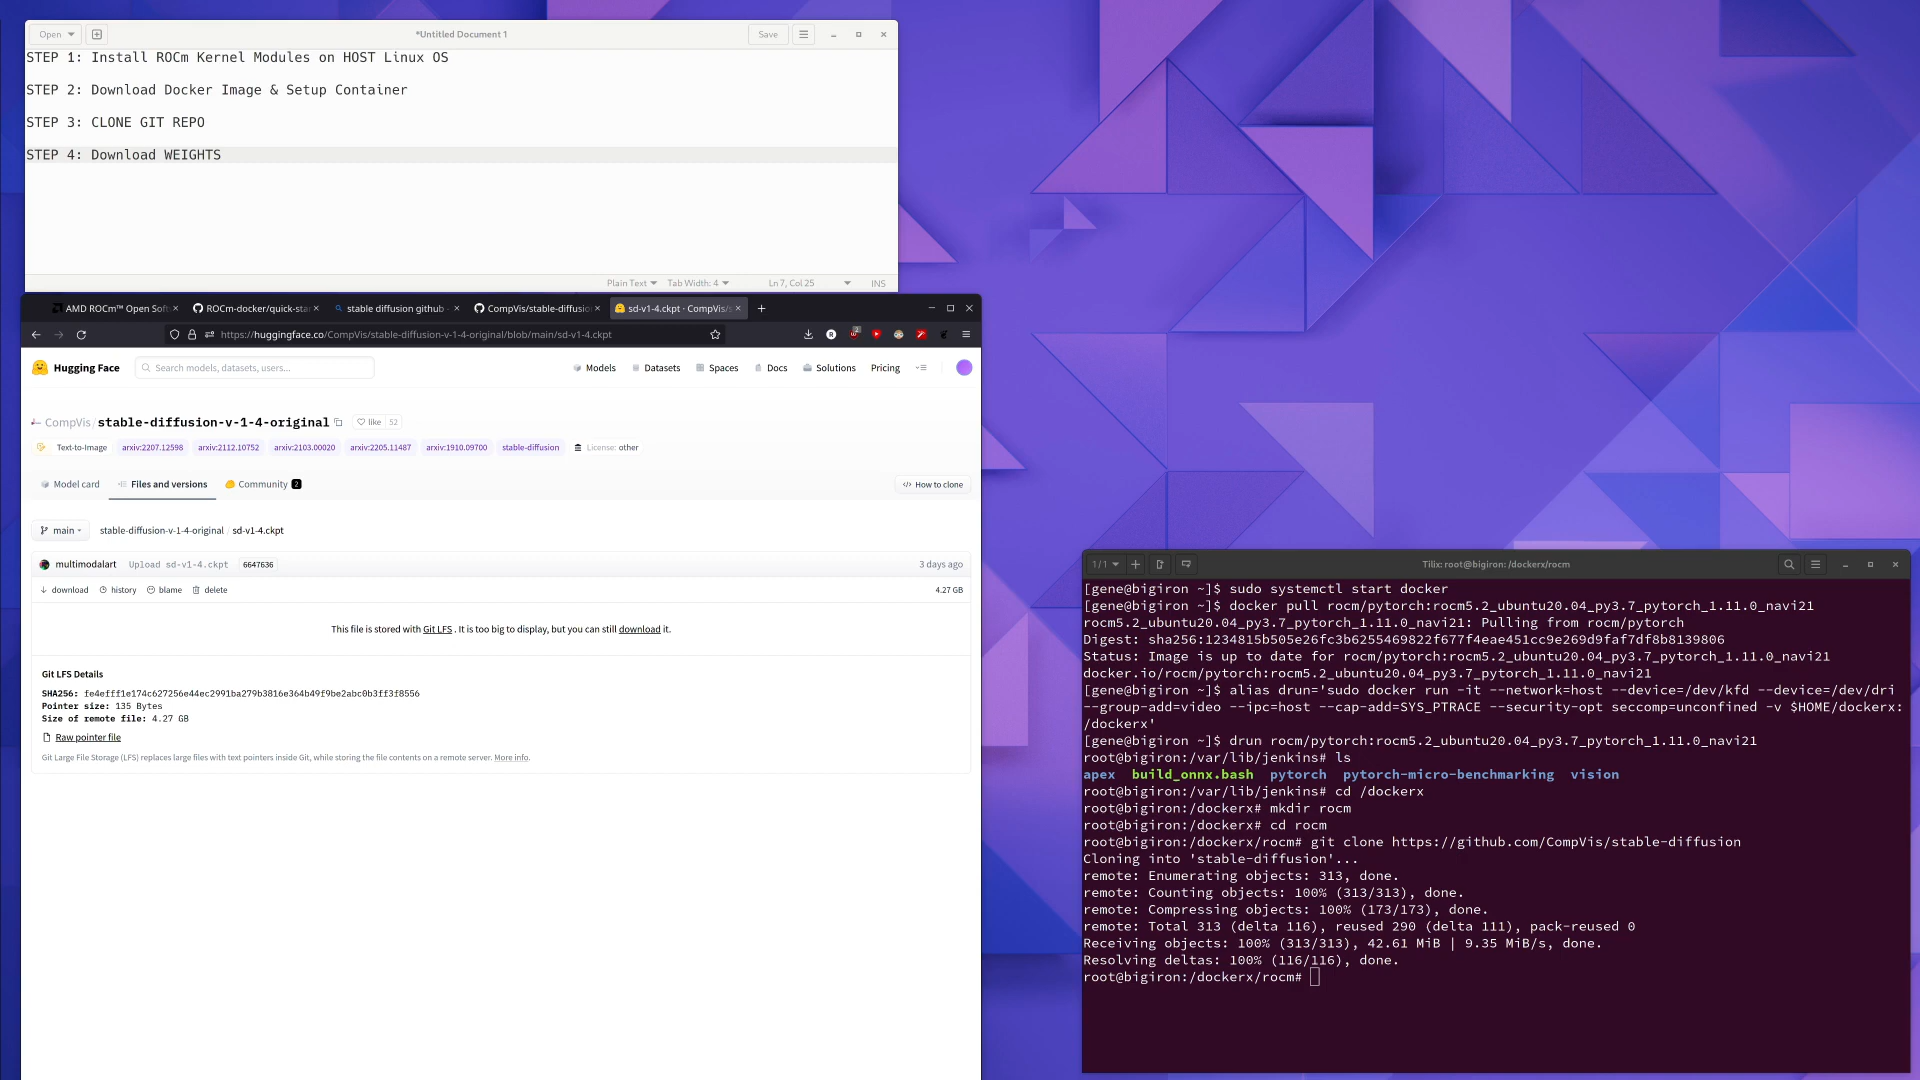 Open
*Untitled Document 1
Save
STEP 1: Install ROCm Kernel Modules on HOST Linux OS
STEP 2: Download Docker Image & Setup Container
STEP 3: CLONE GIT REPO
STEP 4: Download WEIGHTS
Plain Text Tab Width: 4 Ln 7, Col 25 INS
AMD ROCm™ Open Soft ROCm-docker/quick-star stable diffusion github - CompVis/stable-diffusion sd-v1-4.ckpt · CompVis/s
https://huggingface.co/CompVis/stable-diffusion-v-1-4-original/blob/main/sd-v1-4.ckpt
Hugging Face Search models, datasets, users... Models Datasets Spaces Docs Solutions Pricing
CompVis/ stable-diffusion-v-1-4-original like 52
Text-to-Image arxiv:2207.12598 arxiv:2112.10752 arxiv:2103.00020 arxiv:2205.11487 arxiv:1910.09700 stable-diffusion License: other
Model card Files and versions Community 2 </> How to clone
main stable-diffusion-v-1-4-original / sd-v1-4.ckpt
multimodalart Upload sd-v1-4.ckpt 6647636 3 days ago
download history blame delete 4.27 GB
This file is stored with Git LFS . It is too big to display, but you can still download it.
Git LFS Details
SHA256: fe4efff1e174c627256e44ec2991ba279b3816e364b49f9be2abc0b3ff3f8556
Pointer size: 135 Bytes
Size of remote file: 4.27 GB
Raw pointer file
Git Large File Storage (LFS) replaces large files with text pointers inside Git, while storing the file contents on a remote server. More info.
1/1 Tilix: root@bigiron: /dockerx/rocm
[gene@bigiron ~]$ sudo systemctl start docker
[gene@bigiron ~]$ docker pull rocm/pytorch:rocm5.2_ubuntu20.04_py3.7_pytorch_1.11.0_navi21
rocm5.2_ubuntu20.04_py3.7_pytorch_1.11.0_navi21: Pulling from rocm/pytorch
Digest: sha256:1234815b505e26fc3b6255469822f677f4eae451cc9e269d9faf7df8b8139806
Status: Image is up to date for rocm/pytorch:rocm5.2_ubuntu20.04_py3.7_pytorch_1.11.0_navi21
docker.io/rocm/pytorch:rocm5.2_ubuntu20.04_py3.7_pytorch_1.11.0_navi21
[gene@bigiron ~]$ alias drun='sudo docker run -it --network=host --device=/dev/kfd --device=/dev/dri
--group-add=video --ipc=host --cap-add=SYS_PTRACE --security-opt seccomp=unconfined -v $HOME/dockerx:
/dockerx'
[gene@bigiron ~]$ drun rocm/pytorch:rocm5.2_ubuntu20.04_py3.7_pytorch_1.11.0_navi21
root@bigiron:/var/lib/jenkins# ls
apex build_onnx.bash pytorch pytorch-micro-benchmarking vision
root@bigiron:/var/lib/jenkins# cd /dockerx
root@bigiron:/dockerx# mkdir rocm
root@bigiron:/dockerx# cd rocm
root@bigiron:/dockerx/rocm# git clone https://github.com/CompVis/stable-diffusion
Cloning into 'stable-diffusion'...
remote: Enumerating objects: 313, done.
remote: Counting objects: 100% (313/313), done.
remote: Compressing objects: 100% (173/173), done.
remote: Total 313 (delta 116), reused 290 (delta 111), pack-reused 0
Receiving objects: 100% (313/313), 42.61 MiB | 9.35 MiB/s, done.
Resolving deltas: 100% (116/116), done.
root@bigiron:/dockerx/rocm#